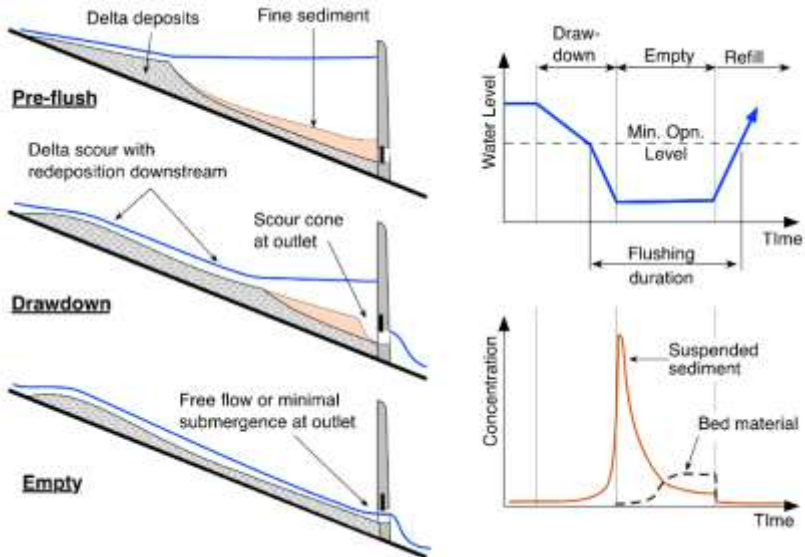 Delta deposits
Fine sediment
Pre-flush
Delta scour with
redeposition downstream
Scour cone
at outlet
Drawdown
Free flow or minimal
submergence at outlet
Empty
Draw-
down
Empty
Refill
Water Level
Min. Opn.
Level
TIme
Flushing
duration
Concentration
Suspended
sediment
Bed material
TIme